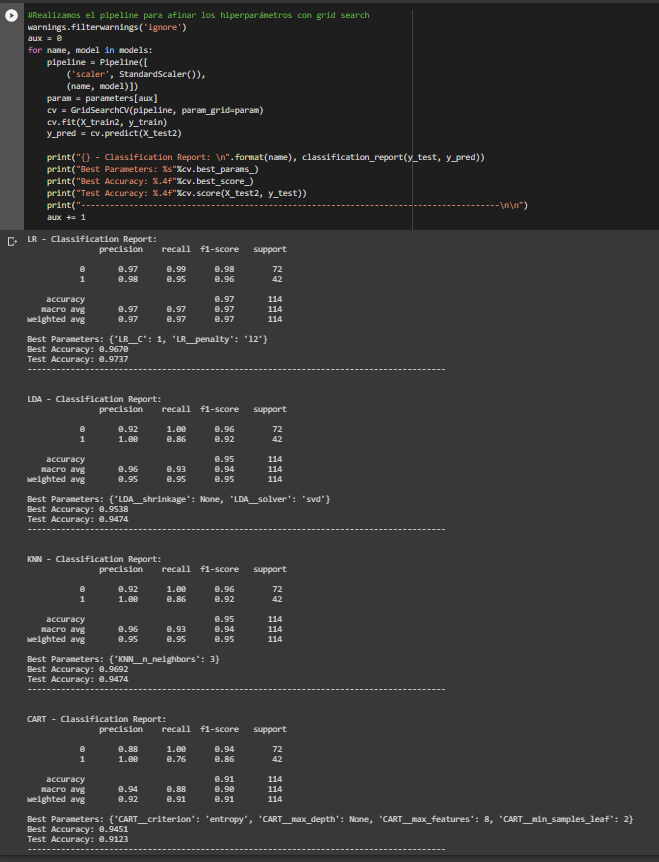 #Realizamos el pipeline para afinar los hiperparámetros con grid search
warnings.filterwarnings('ignore')
aux = 0
for name, model in models:
    pipeline = Pipeline([
        ('scaler', StandardScaler()),
        (name, model)])
    param = parameters[aux]
    cv = GridSearchCV(pipeline, param_grid=param)
    cv.fit(X_train2, y_train)
    y_pred = cv.predict(X_test2)

    print("{} - Classification Report: \n".format(name), classification_report(y_test, y_pred))
    print("Best Parameters: %s"%cv.best_params_)
    print("Best Accuracy: %.4f"%cv.best_score_)
    print("Test Accuracy: %.4f"%cv.score(X_test2, y_test))
    print("---------------------------------------------------------------------------------------\n\n")
    aux += 1
LR - Classification Report:
               precision    recall  f1-score   support

           0       0.97      0.99      0.98        72
           1       0.98      0.95      0.96        42

    accuracy                           0.97       114
   macro avg       0.97      0.97      0.97       114
weighted avg       0.97      0.97      0.97       114

Best Parameters: {'LR__C': 1, 'LR__penalty': 'l2'}
Best Accuracy: 0.9670
Test Accuracy: 0.9737
---------------------------------------------------------------------------------------

LDA - Classification Report:
               precision    recall  f1-score   support

           0       0.92      1.00      0.96        72
           1       1.00      0.86      0.92        42

    accuracy                           0.95       114
   macro avg       0.96      0.93      0.94       114
weighted avg       0.95      0.95      0.95       114

Best Parameters: {'LDA__shrinkage': None, 'LDA__solver': 'svd'}
Best Accuracy: 0.9538
Test Accuracy: 0.9474
---------------------------------------------------------------------------------------

KNN - Classification Report:
               precision    recall  f1-score   support

           0       0.92      1.00      0.96        72
           1       1.00      0.86      0.92        42

    accuracy                           0.95       114
   macro avg       0.96      0.93      0.94       114
weighted avg       0.95      0.95      0.95       114

Best Parameters: {'KNN__n_neighbors': 3}
Best Accuracy: 0.9692
Test Accuracy: 0.9474
---------------------------------------------------------------------------------------

CART - Classification Report:
               precision    recall  f1-score   support

           0       0.88      1.00      0.94        72
           1       1.00      0.76      0.86        42

    accuracy                           0.91       114
   macro avg       0.94      0.88      0.90       114
weighted avg       0.92      0.91      0.91       114

Best Parameters: {'CART__criterion': 'entropy', 'CART__max_depth': None, 'CART__max_features': 8, 'CART__min_samples_leaf': 2}
Best Accuracy: 0.9451
Test Accuracy: 0.9123
---------------------------------------------------------------------------------------